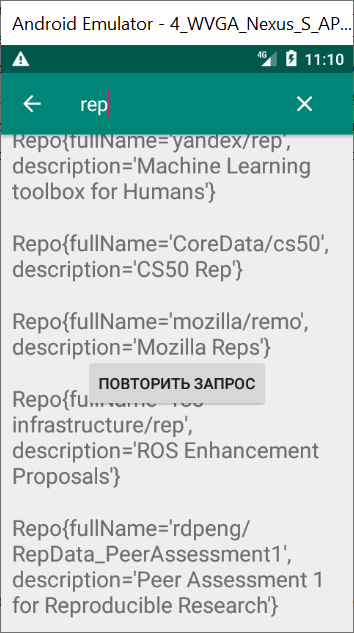 Android Emulator - 4_WVGA_Nexus_S_AP...
4G 11:10
rep
Repo{fullName='yandex/rep',
description='Machine Learning
toolbox for Humans'}
Repo{fullName='CoreData/cs50',
description='CS50 Rep'}
Repo{fullName='mozilla/remo',
description='Mozilla Reps'}
ПОВТОРИТЬ ЗАПРОС
Repo{fullName='ros-
infrastructure/rep',
description='ROS Enhancement
Proposals'}
Repo{fullName='rdpeng/
RepData_PeerAssessment1',
description='Peer Assessment 1
for Reproducible Research'}